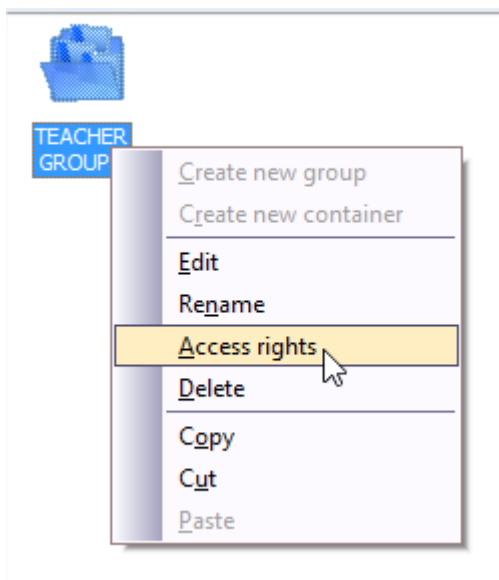 TEACHER
GROUP
Create new group
Create new container
Edit
Rename
Access rights
Delete
Copy
Cut
Paste